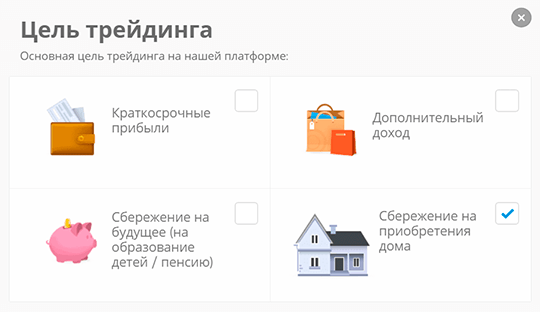 Цель трейдинга
Основная цель трейдинга на нашей платформе:
Краткосрочные
прибыли
Дополнительный
доход
Сбережение на
будущее (на
образование
детей / пенсию)
Сбережение на
приобретения
дома